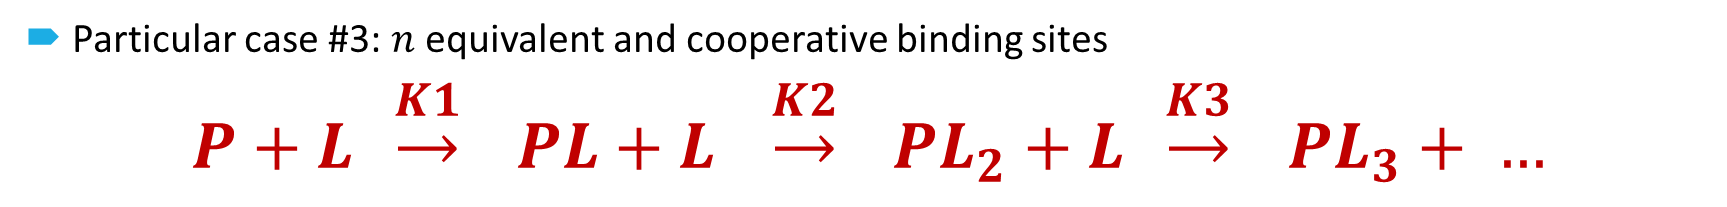 Particular case #3: n equivalent and cooperative binding sites
K1 K2 K3
P + L → PL + L → PL₂ + L → PL₃ + ...